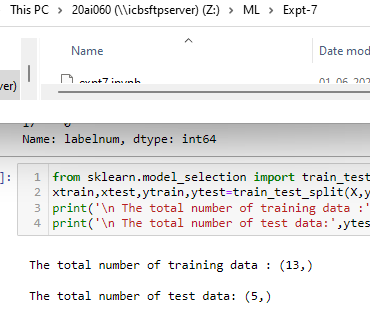 This PC > 20ai060 (\\icbsftpserver) (Z:) > ML > Expt-7
Name
Date mod
ver)
expt7.ipynb
01-06-202
17 0
Name: labelnum, dtype: int64
]:
1 from sklearn.model_selection import train_test
2 xtrain,xtest,ytrain,ytest=train_test_split(X,y
3 print('\n The total number of training data :'
4 print('\n The total number of test data:',ytes
The total number of training data : (13,)
The total number of test data: (5,)